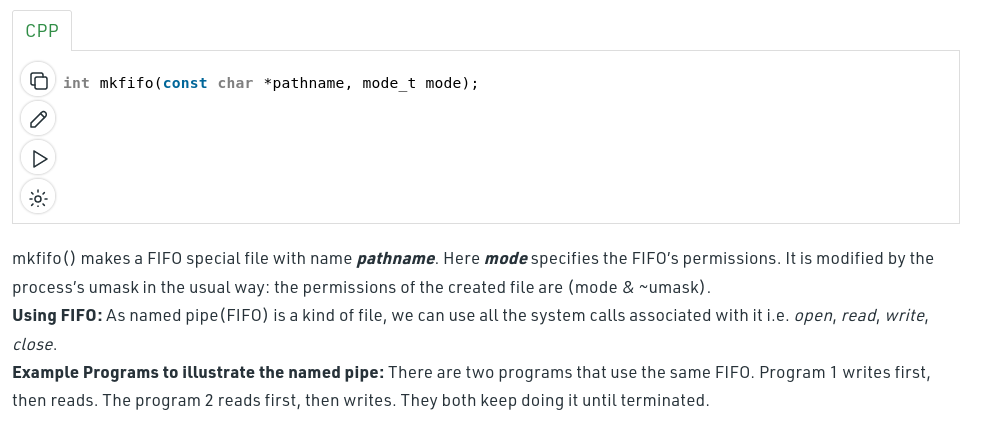 CPP
int mkfifo(const char *pathname, mode_t mode);
mkfifo() makes a FIFO special file with name pathname. Here mode specifies the FIFO’s permissions. It is modified by the
process’s umask in the usual way: the permissions of the created file are (mode & ~umask).
Using FIFO: As named pipe(FIFO) is a kind of file, we can use all the system calls associated with it i.e. open, read, write,
close.
Example Programs to illustrate the named pipe: There are two programs that use the same FIFO. Program 1 writes first,
then reads. The program 2 reads first, then writes. They both keep doing it until terminated.